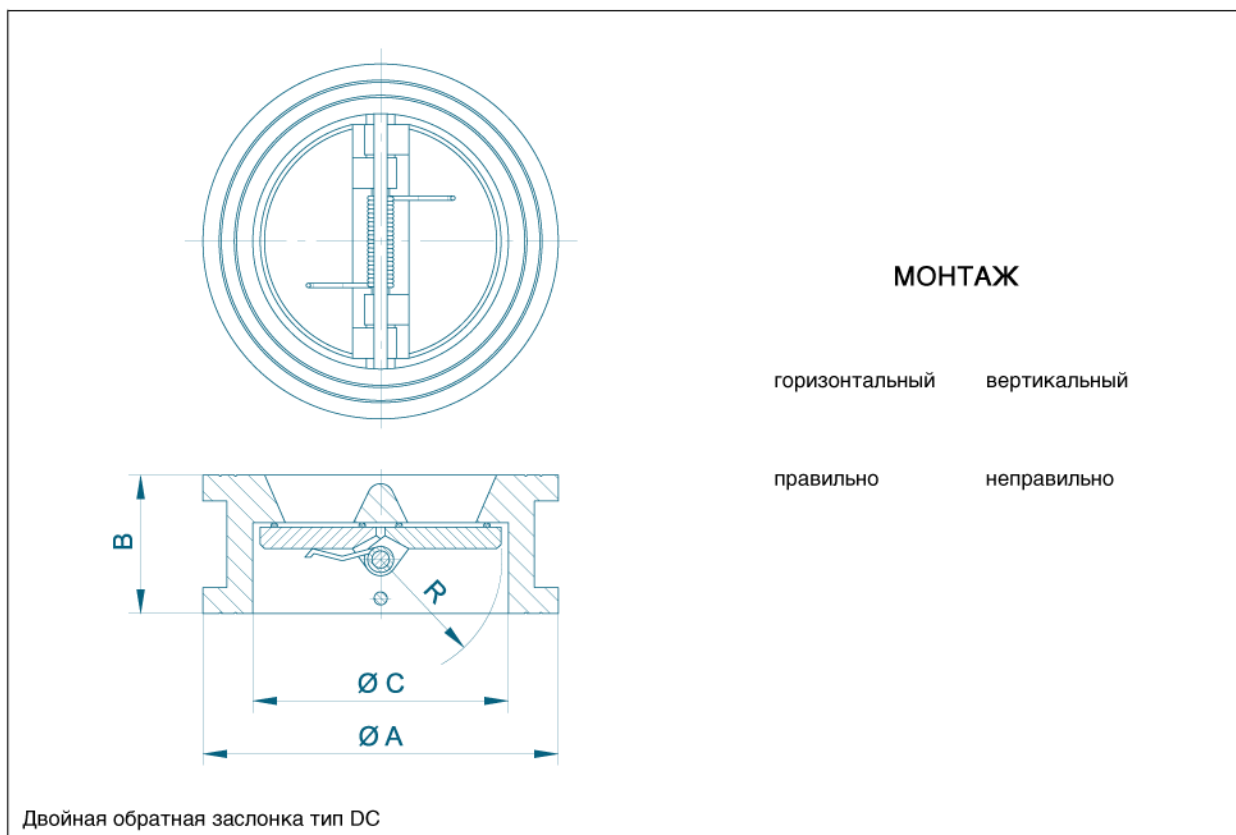 МОНТАЖ
горизонтальный вертикальный
правильно неправильно
B
R
Ø C
Ø A
Двойная обратная заслонка тип DC